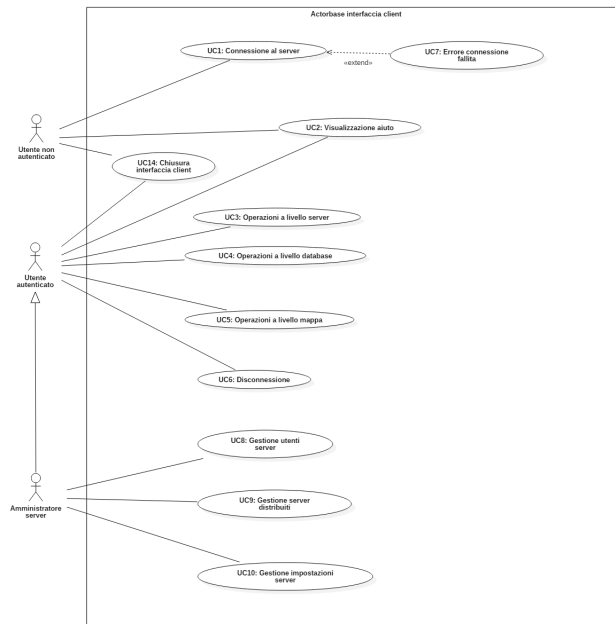 Actorbase interfaccia client
UC1: Connessione al server
UC7: Errore connessione
fallita
«extend»
UC2: Visualizzazione aiuto
Utente non
autenticato
UC14: Chiusura
interfaccia client
UC3: Operazioni a livello server
UC4: Operazioni a livello database
Utente
autenticato
UC5: Operazioni a livello mappa
UC6: Disconnessione
UC8: Gestione utenti
server
UC9: Gestione server
distribuiti
Amministratore
server
UC10: Gestione impostazioni
server